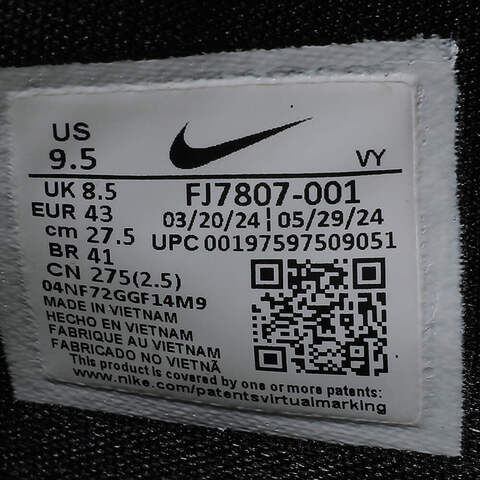 US
9.5
VY
UK 8.5
EUR 43
cm 27.5
BR 41
CN 275(2.5)
FJ7807-001
03/20/24 | 05/29/24
UPC 00197597509051
04NF72GGF14M9
MADE IN VIETNAM
HECHO EN VIETNAM
FABRIQUE AU VIETNAM
FABRICADO NO VIETNÃ
This product is covered by one or more patents:
www.nike.com/patentsvirtualmarking